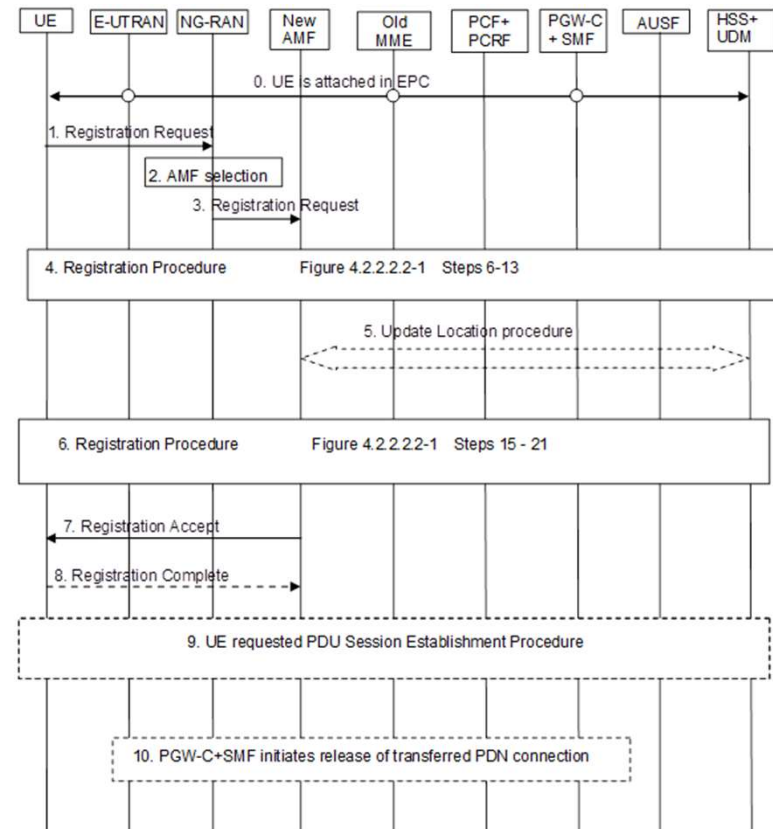 UE
E-UTRAN
NG-RAN
New
AMF
Old
MME
PCF+
PCRF
PGW-C
+ SMF
AUSF
HSS+
UDM
0. UE is attached in EPC
1. Registration Request
2. AMF selection
3. Registration Request
4. Registration Procedure Figure 4.2.2.2.2-1 Steps 6-13
5. Update Location procedure
6. Registration Procedure Figure 4.2.2.2.2-1 Steps 15 - 21
7. Registration Accept
8. Registration Complete
9. UE requested PDU Session Establishment Procedure
10. PGW-C+SMF initiates release of transferred PDN connection